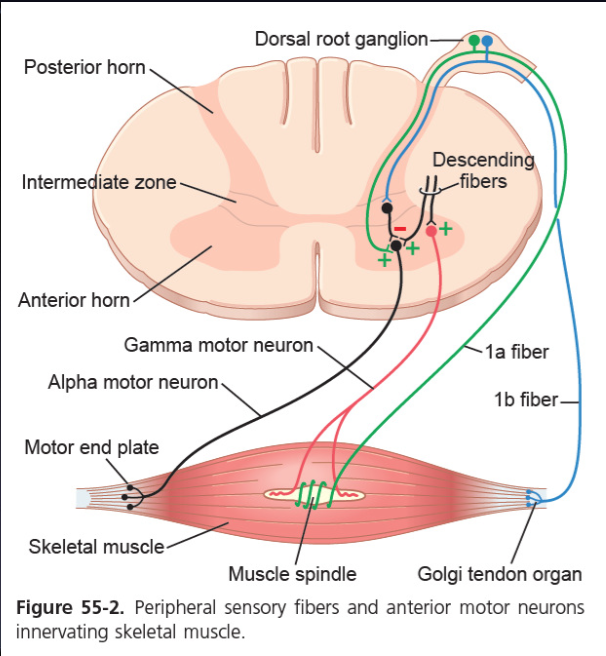 Dorsal root ganglion
Posterior horn
Descending
fibers
Intermediate zone
−
+
+
+
Anterior horn
Gamma motor neuron
1a fiber
Alpha motor neuron
1b fiber
Motor end plate
Skeletal muscle
Muscle spindle
Golgi tendon organ
Figure 55-2. Peripheral sensory fibers and anterior motor neurons
innervating skeletal muscle.